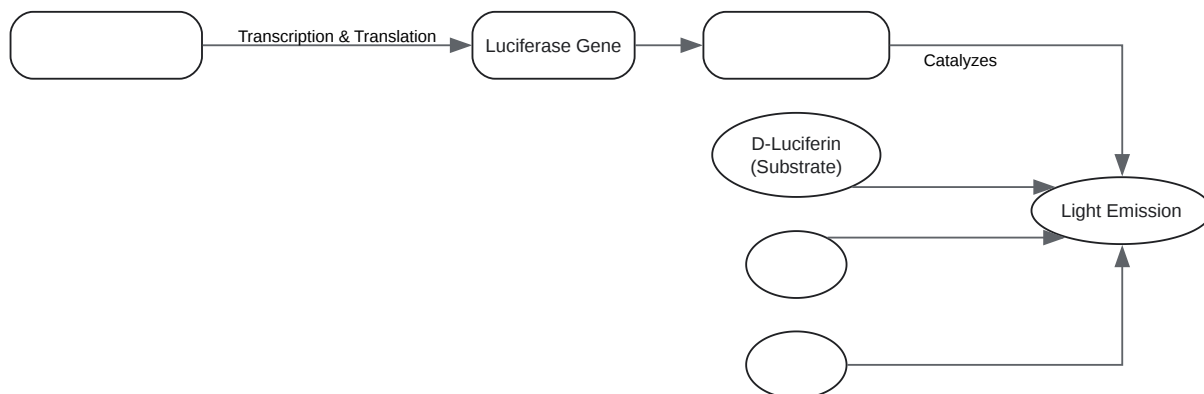 Transcription & Translation
Luciferase Gene
Catalyzes
D-Luciferin
(Substrate)
Light Emission